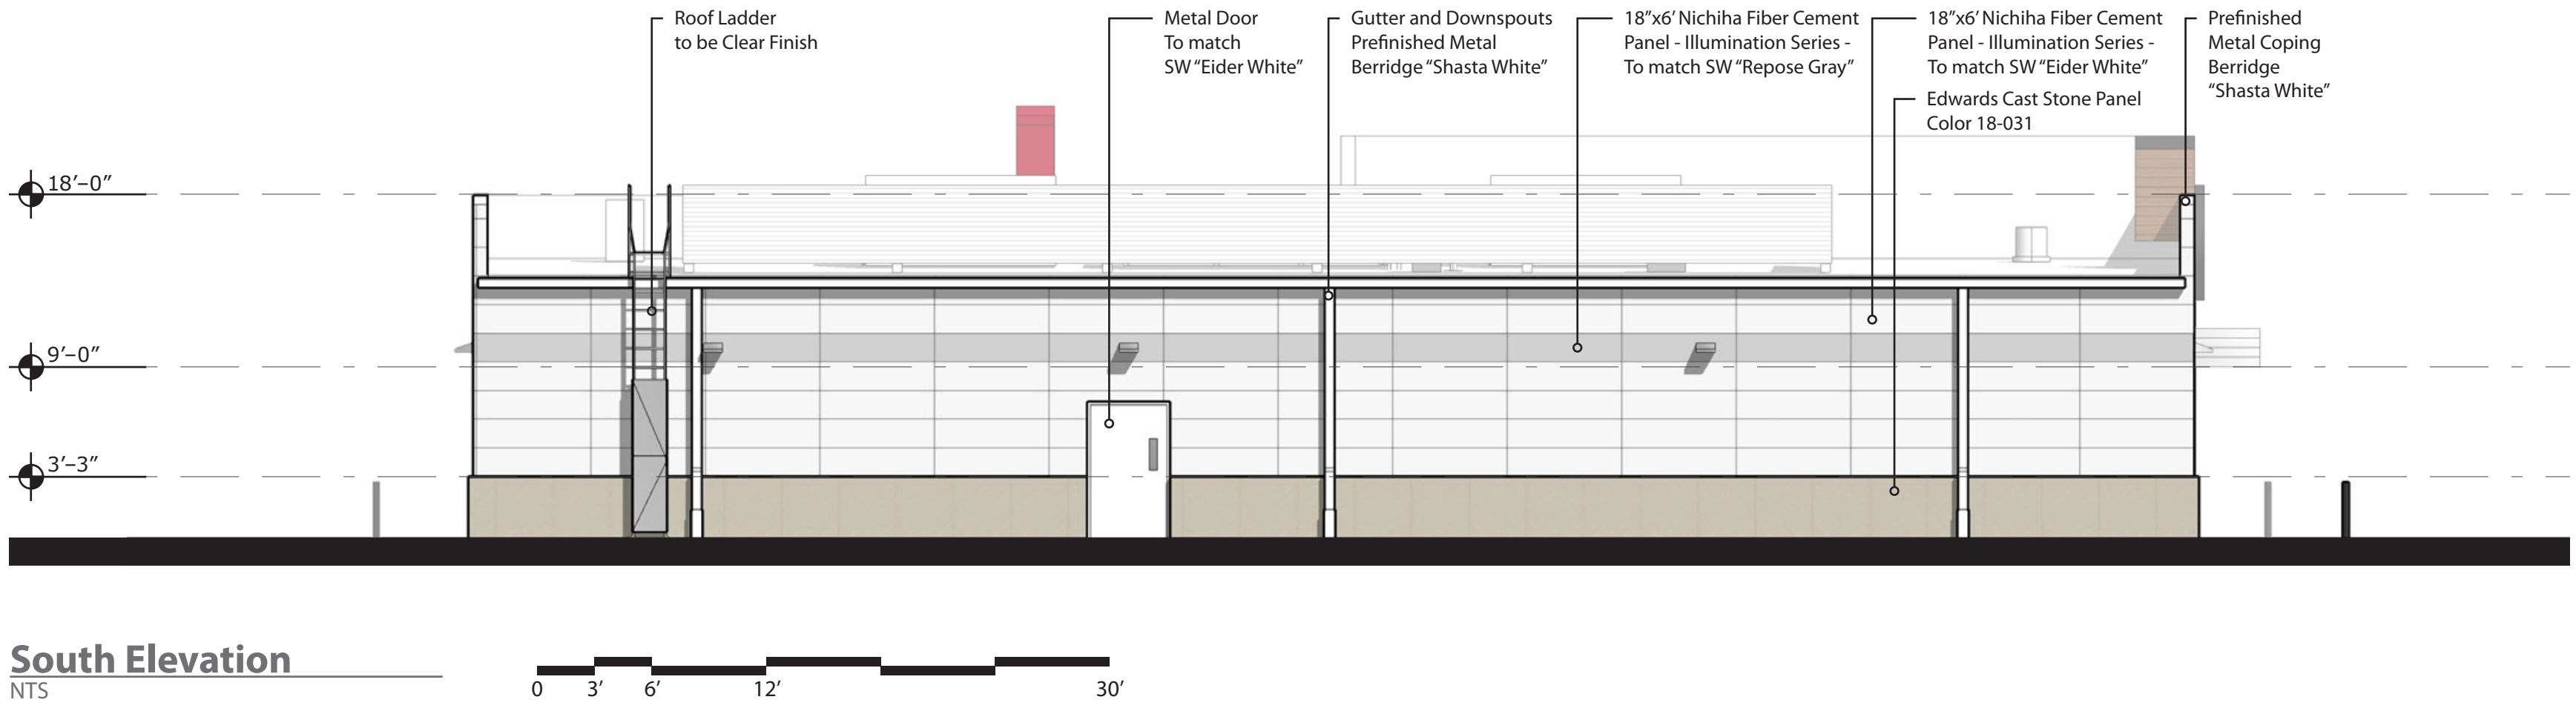 Roof Ladder
to be Clear Finish
Metal Door
To match
SW “Eider White”
Gutter and Downspouts
Prefinished Metal
Berridge “Shasta White”
18”x6’ Nichiha Fiber Cement
Panel - Illumination Series -
To match SW “Repose Gray”
18”x6’ Nichiha Fiber Cement
Panel - Illumination Series -
To match SW “Eider White”
Edwards Cast Stone Panel
Color 18-031
Prefinished
Metal Coping
Berridge
“Shasta White”
18’–0”
9’–0”
3’–3”
South Elevation
NTS
0 3’ 6’ 12’ 30’